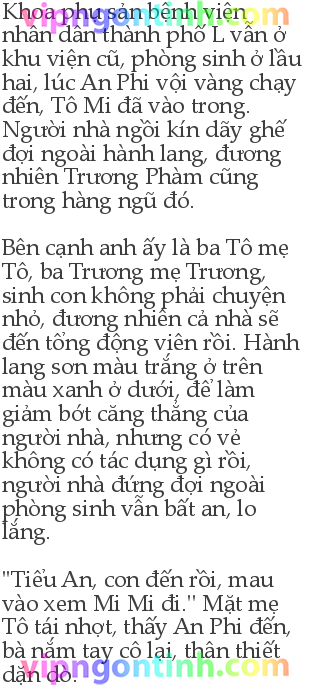 Khoa phụ sản bệnh viện
vipngontinh.com
nhân dân thành phố L vẫn ở
khu viện cũ, phòng sinh ở lầu
hai, lúc An Phi vội vàng chạy
đến, Tô Mi đã vào trong.
Người nhà ngồi kín dãy ghế
đợi ngoài hành lang, đương
nhiên Trương Phàm cũng
trong hàng ngũ đó.
Bên cạnh anh ấy là ba Tô mẹ
Tô, ba Trương mẹ Trương,
sinh con không phải chuyện
nhỏ, đương nhiên cả nhà sẽ
đến tổng động viên rồi. Hành
lang sơn màu trắng ở trên
màu xanh ở dưới, để làm
giảm bớt căng thẳng của
người nhà, nhưng có vẻ
không có tác dụng gì rồi,
người nhà đứng đợi ngoài
phòng sinh vẫn bất an, lo
lắng.
vipngontinh.com
"Tiểu An, con đến rồi, mau
vào xem Mi Mi đi." Mặt mẹ
Tô tái nhợt, thấy An Phi đến,
bà nắm tay cô lại, thân thiết
dặn dò:
vipngontinh.com